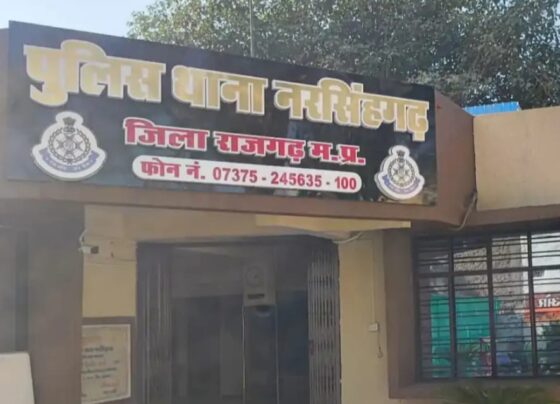 पुलिस थाना नरसिंहगढ़
जिला राजगढ़ म.प्र.
फोन नं. 07375 - 245635 - 100